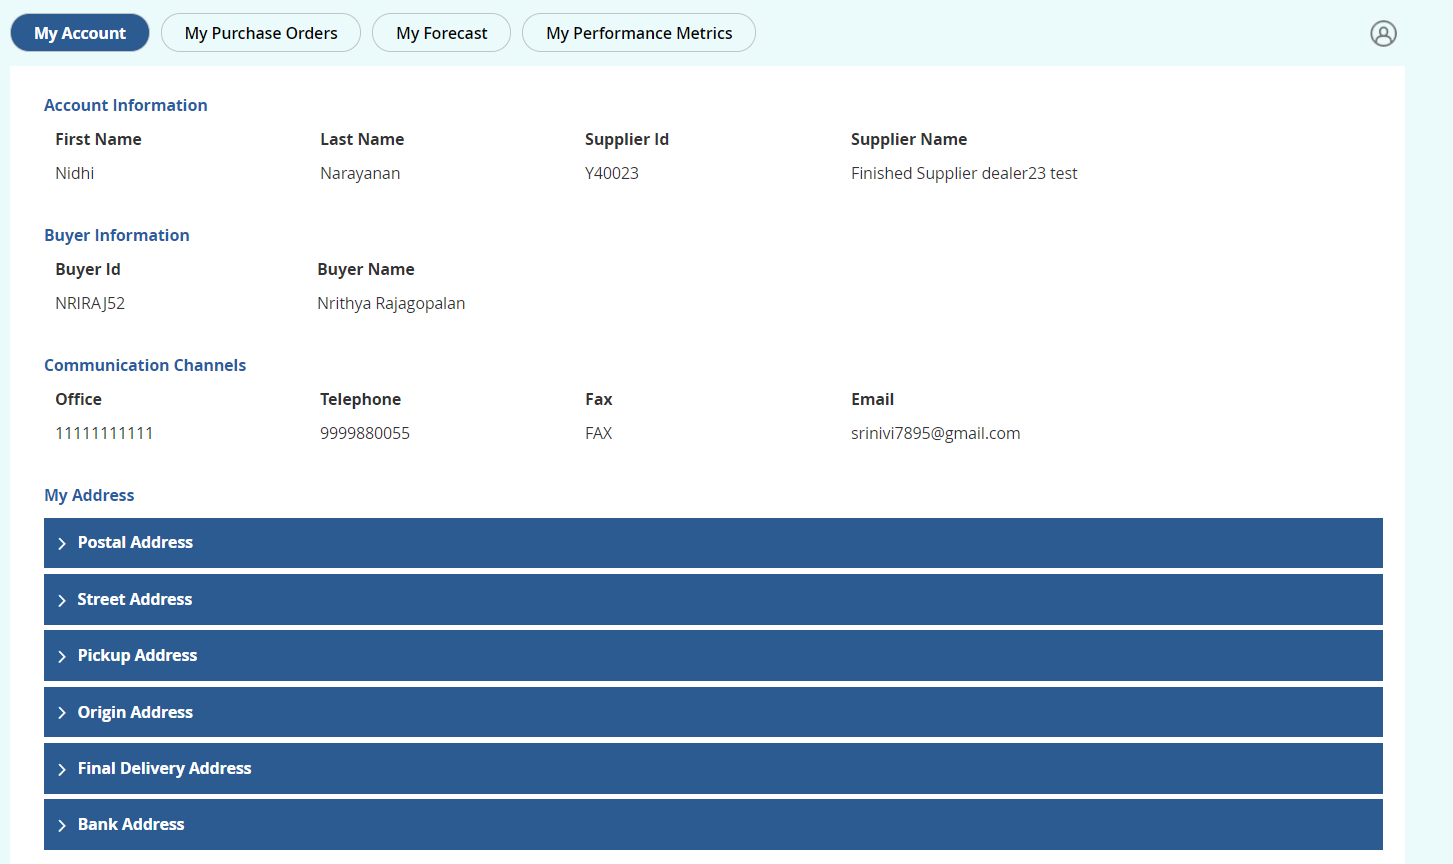 My Account My Purchase Orders My Forecast My Performance Metrics
Account Information
First Name Last Name Supplier Id Supplier Name
Nidhi Narayanan Y40023 Finished Supplier dealer23 test
Buyer Information
Buyer Id Buyer Name
NRIRAJ52 Nrithya Rajagopalan
Communication Channels
Office Telephone Fax Email
11111111111 9999880055 FAX srinivi7895@gmail.com
My Address
Postal Address
Street Address
Pickup Address
Origin Address
Final Delivery Address
Bank Address